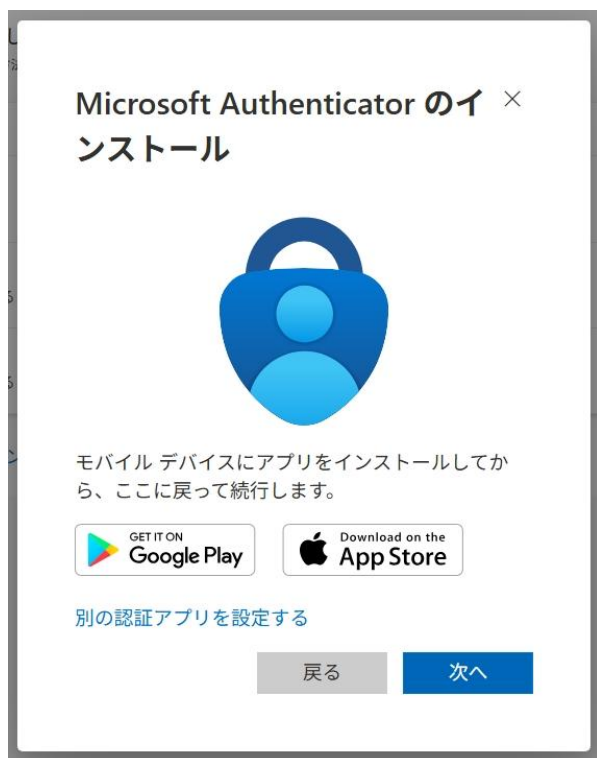 Microsoft Authenticator のイ
ンストール
モバイル デバイスにアプリをインストールしてか
ら、ここに戻って続行します。
GET IT ON
Google Play
Download on the
App Store
別の認証アプリを設定する
戻る
次へ